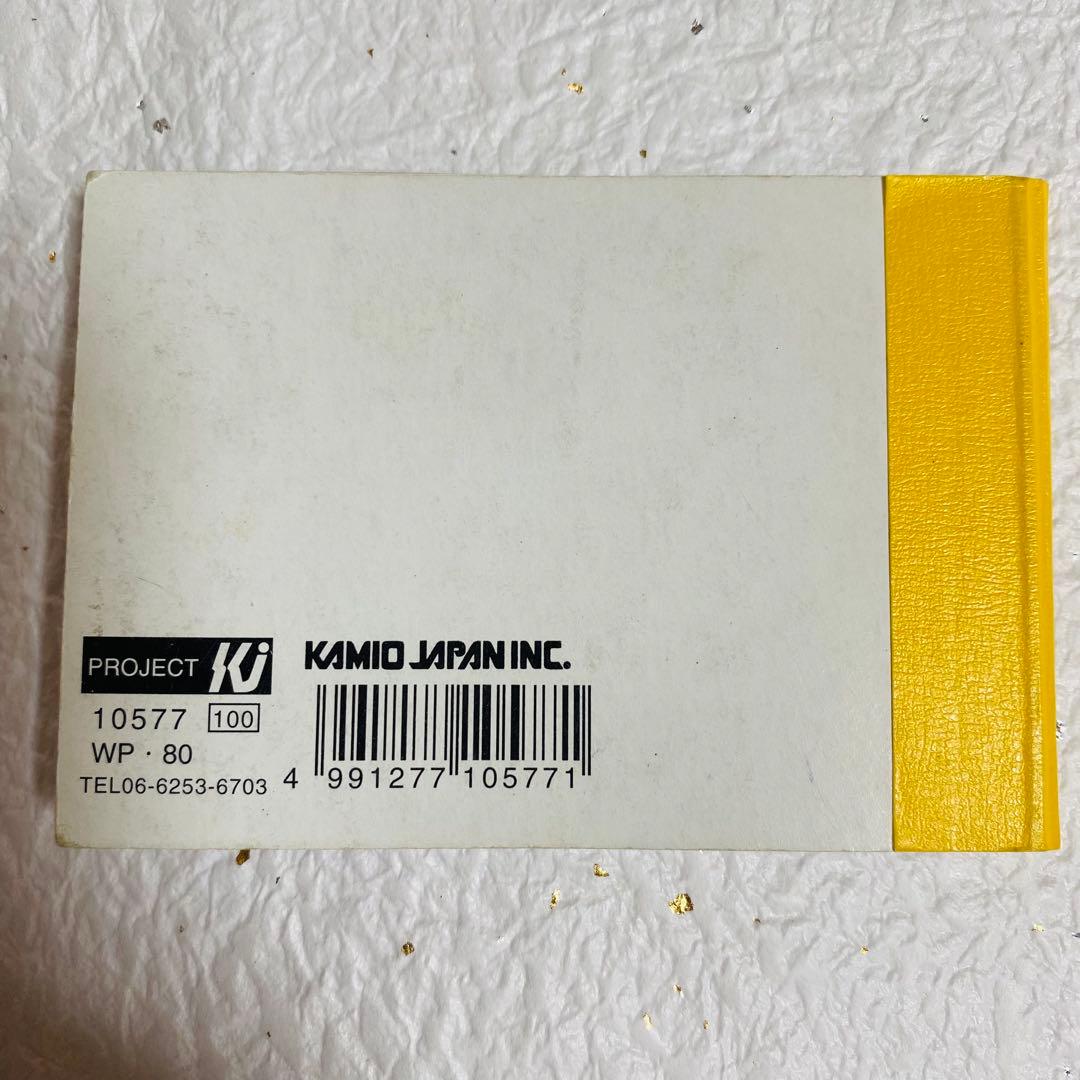 PROJECT Kj
KAMIO JAPAN INC.
10577 100
WP・80
TEL06-6253-6703
4 991277 105771